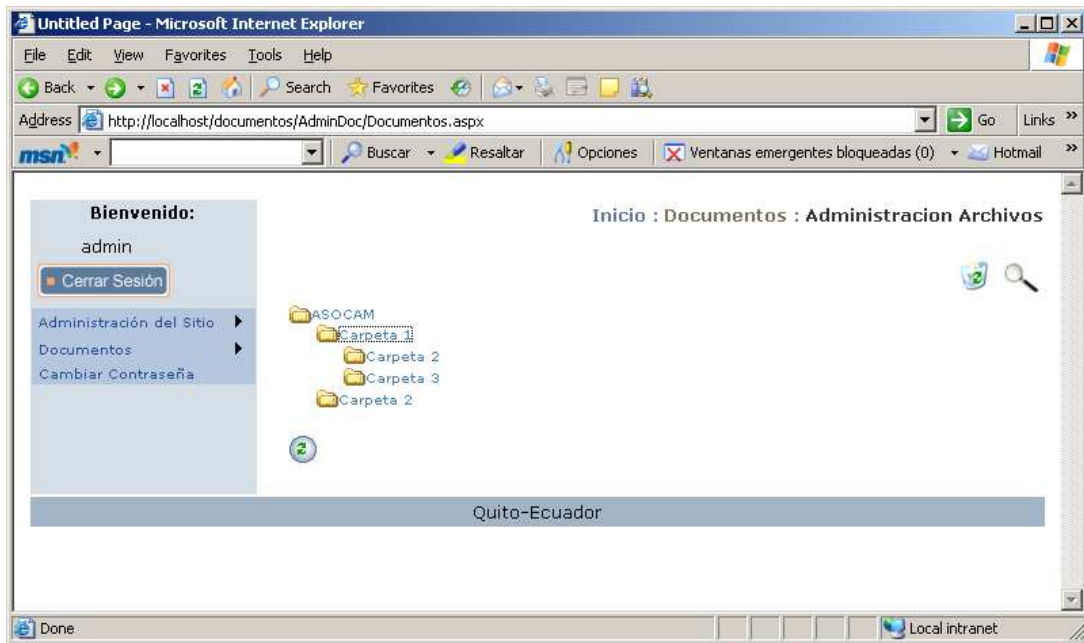 Untitled Page - Microsoft Internet Explorer
File Edit View Favorites Tools Help
Back Search Favorites
Address http://localhost/documentos/AdminDoc/Documentos.aspx Go Links »
msn Buscar Resaltar Opciones Ventanas emergentes bloqueadas (0) Hotmail »
Bienvenido:
admin
Cerrar Sesión
Administración del Sitio
Documentos
Cambiar Contraseña
Inicio : Documentos : Administracion Archivos
ASOCAM
Carpeta 1
Carpeta 2
Carpeta 3
Carpeta 2
Quito-Ecuador
Done Local intranet